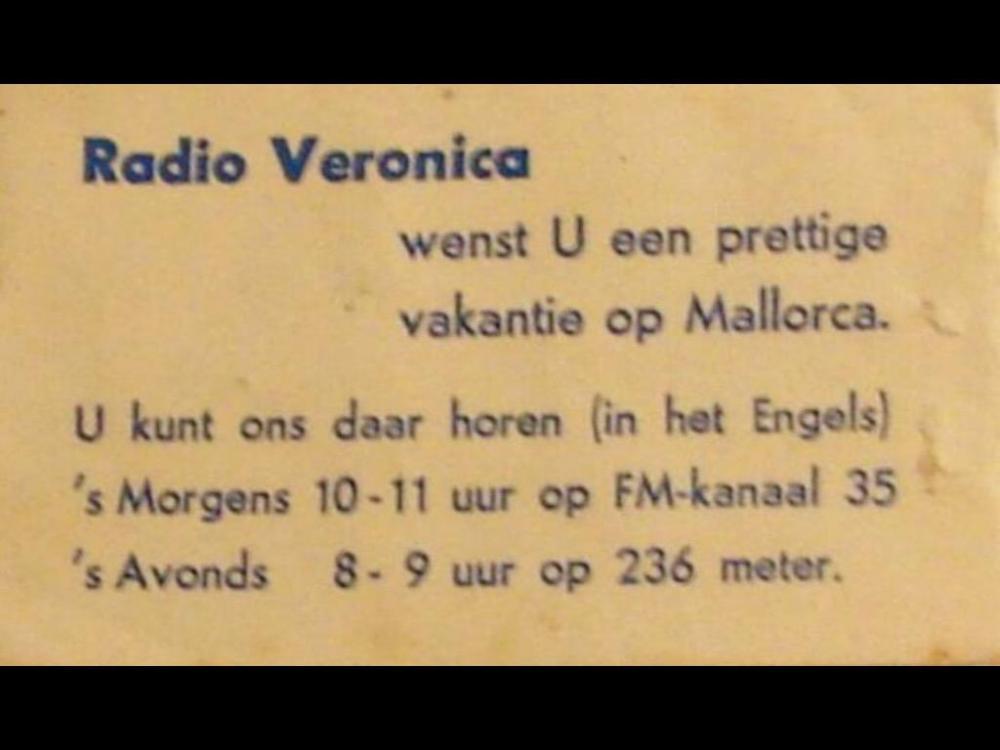 Radio Veronica
wenst U een prettige
vakantie op Mallorca.
U kunt ons daar horen (in het Engels)
's Morgens 10-11 uur op FM-kanaal 35
's Avonds 8- 9 uur op 236 meter.